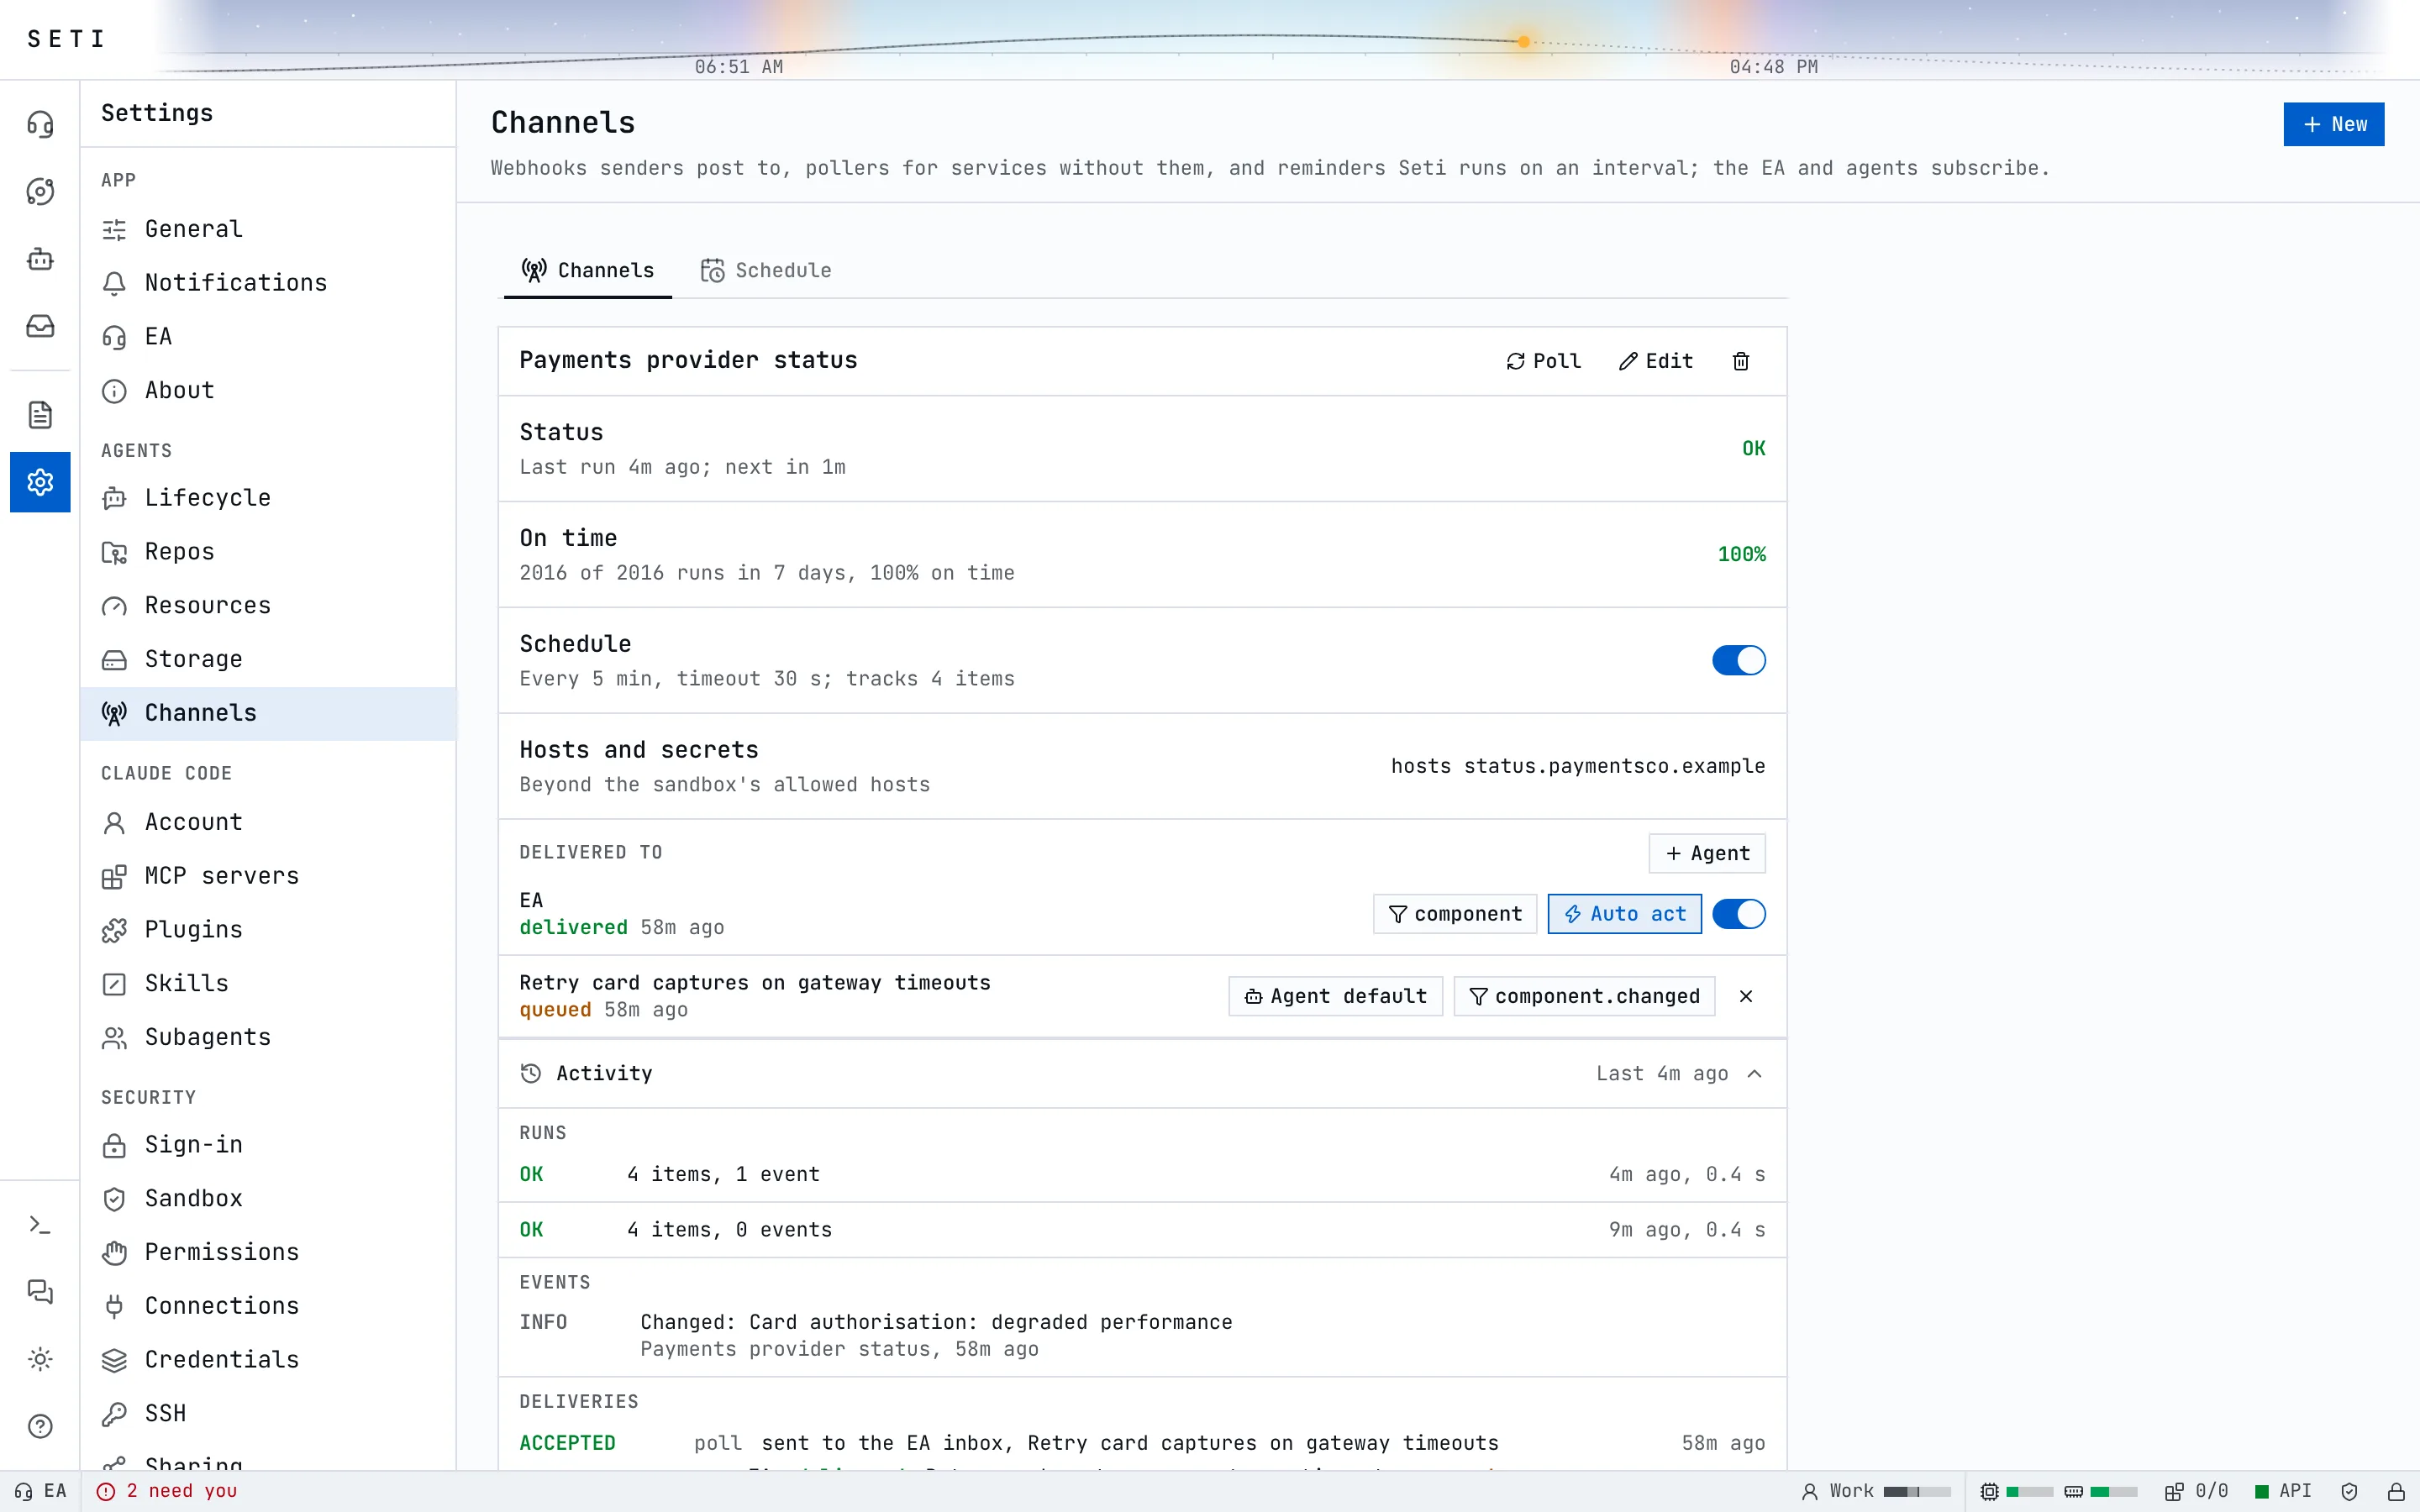 SETI
06:51 AM
04:48 PM
Settings
APP
General
Notifications
EA
About
AGENTS
Lifecycle
Repos
Resources
Storage
Channels
CLAUDE CODE
Account
MCP servers
Plugins
Skills
Subagents
SECURITY
Sign-in
Sandbox
Permissions
Connections
Credentials
SSH
Sharing
Channels
New
Webhooks senders post to, pollers for services without them, and reminders Seti runs on an interval; the EA and agents subscribe.
Channels Schedule
Payments provider status
Poll Edit
Status
Last run 4m ago; next in 1m
OK
On time
2016 of 2016 runs in 7 days, 100% on time
100%
Schedule
Every 5 min, timeout 30 s; tracks 4 items
Hosts and secrets
Beyond the sandbox's allowed hosts
hosts status.paymentsco.example
DELIVERED TO
+ Agent
EA
delivered 58m ago
component Auto act
Retry card captures on gateway timeouts
queued 58m ago
Agent default component.changed
Activity Last 4m ago
RUNS
OK 4 items, 1 event 4m ago, 0.4 s
OK 4 items, 0 events 9m ago, 0.4 s
EVENTS
INFO Changed: Card authorisation: degraded performance
Payments provider status, 58m ago
DELIVERIES
ACCEPTED poll sent to the EA inbox, Retry card captures on gateway timeouts 58m ago
EA 2 need you Work 0/0 API